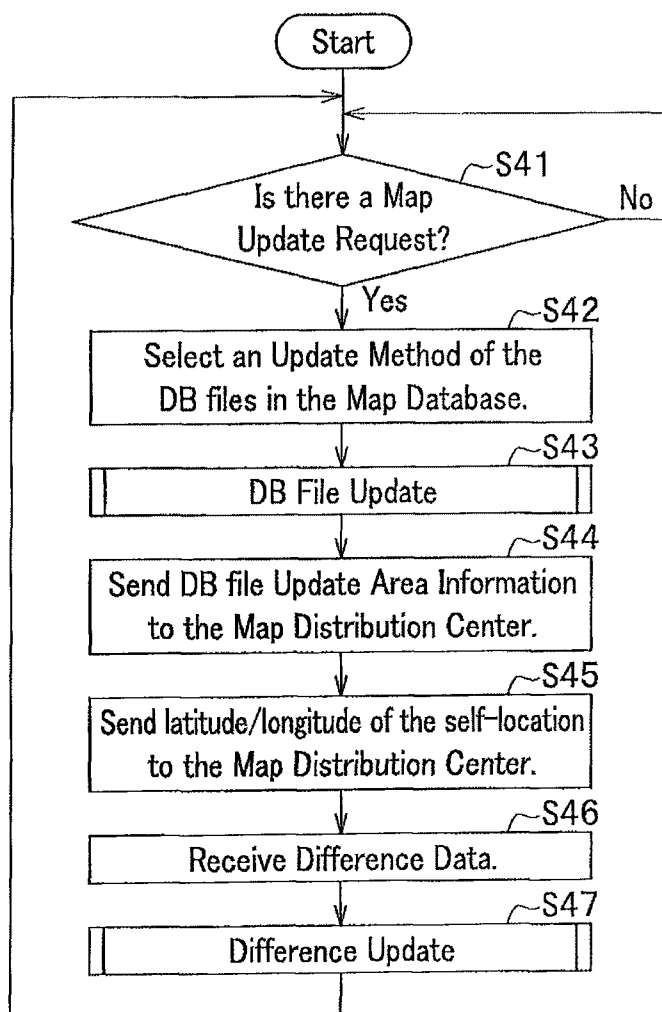 Start
S41
Is there a Map
Update Request?
No
Yes
S42
Select an Update Method of the
DB files in the Map Database.
S43
DB File Update
S44
Send DB file Update Area Information
to the Map Distribution Center.
S45
Send latitude/longitude of the self-location
to the Map Distribution Center.
S46
Receive Difference Data.
S47
Difference Update